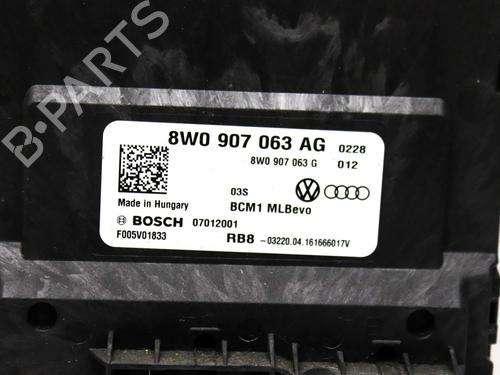 8W0 907 063 AG 0228
8W0 907 063 G 012
Made in Hungary
03S
BCM1 MLBevo
BOSCH 07012001
F005V01833
RB8 -03220.04.161666017V
B-PARTS
B-PARTS